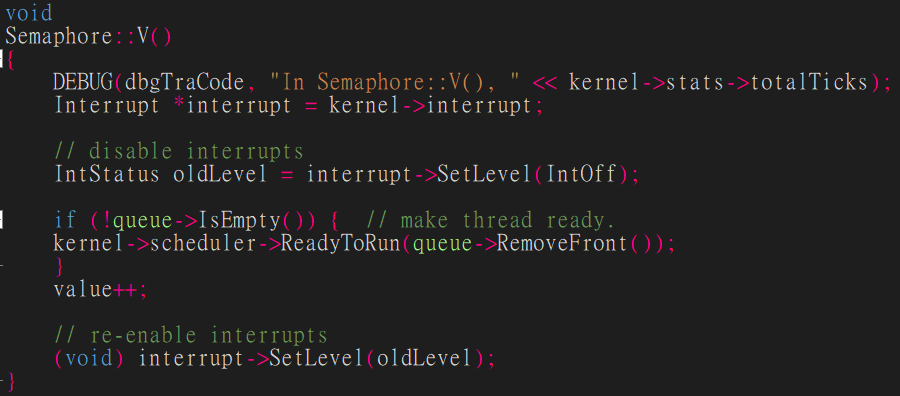 void
Semaphore::V()
{
    DEBUG(dbgTraCode, "In Semaphore::V(), " << kernel->stats->totalTicks);
    Interrupt *interrupt = kernel->interrupt;

    // disable interrupts
    IntStatus oldLevel = interrupt->SetLevel(IntOff);

    if (!queue->IsEmpty()) {  // make thread ready.
    kernel->scheduler->ReadyToRun(queue->RemoveFront());
    }
    value++;

    // re-enable interrupts
    (void) interrupt->SetLevel(oldLevel);
}